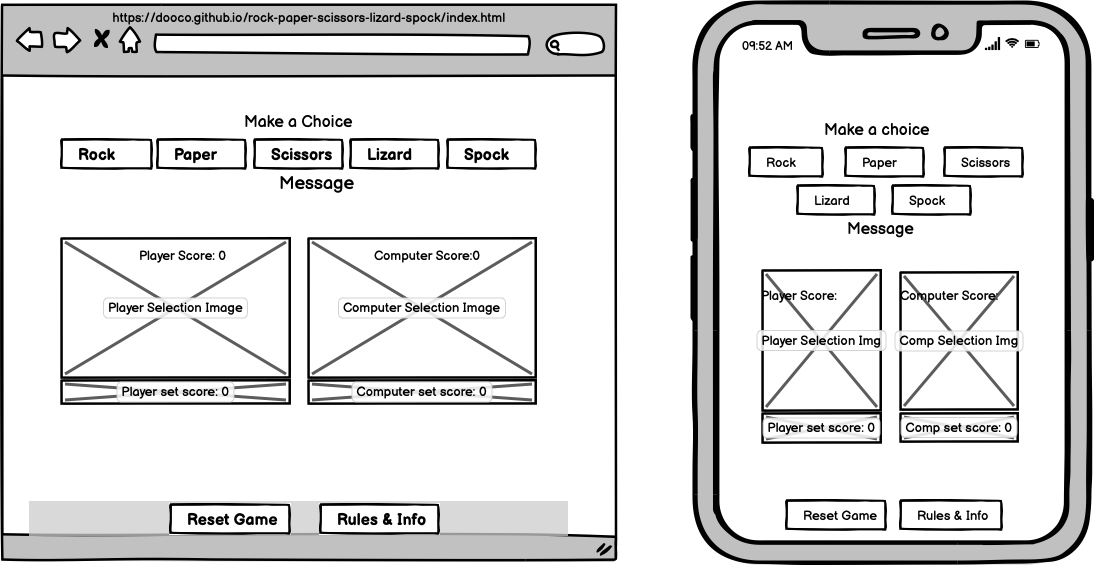 https://dooco.github.io/rock-paper-scissors-lizard-spock/index.html
Make a Choice
Rock Paper Scissors Lizard Spock
Message
Player Score: 0 Computer Score:0
Player Selection Image Computer Selection Image
Player set score: 0 Computer set score: 0
Reset Game Rules & Info
09:52 AM
Make a choice
Rock Paper Scissors
Lizard Spock
Message
Player Score: Computer Score:
Player Selection Img Comp Selection Img
Player set score: 0 Comp set score: 0
Reset Game Rules & Info